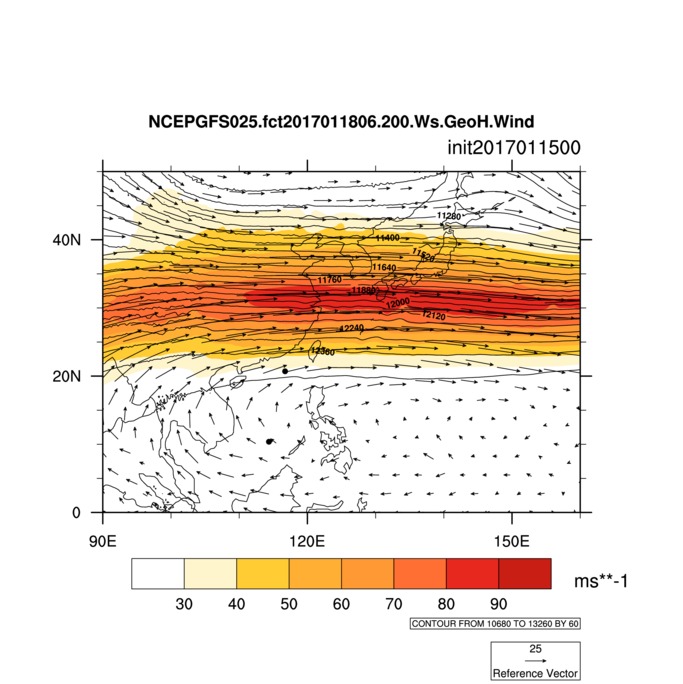 NCEPGFS025.fct2017011806.200.Ws.GeoH.Wind
init2017011500
11280
40N
11400
11520
11640
11760
11880
12000
12120
12240
12360
20N
0
90E 120E 150E
ms**-1
30 40 50 60 70 80 90
CONTOUR FROM 10680 TO 13260 BY 60
25
Reference Vector